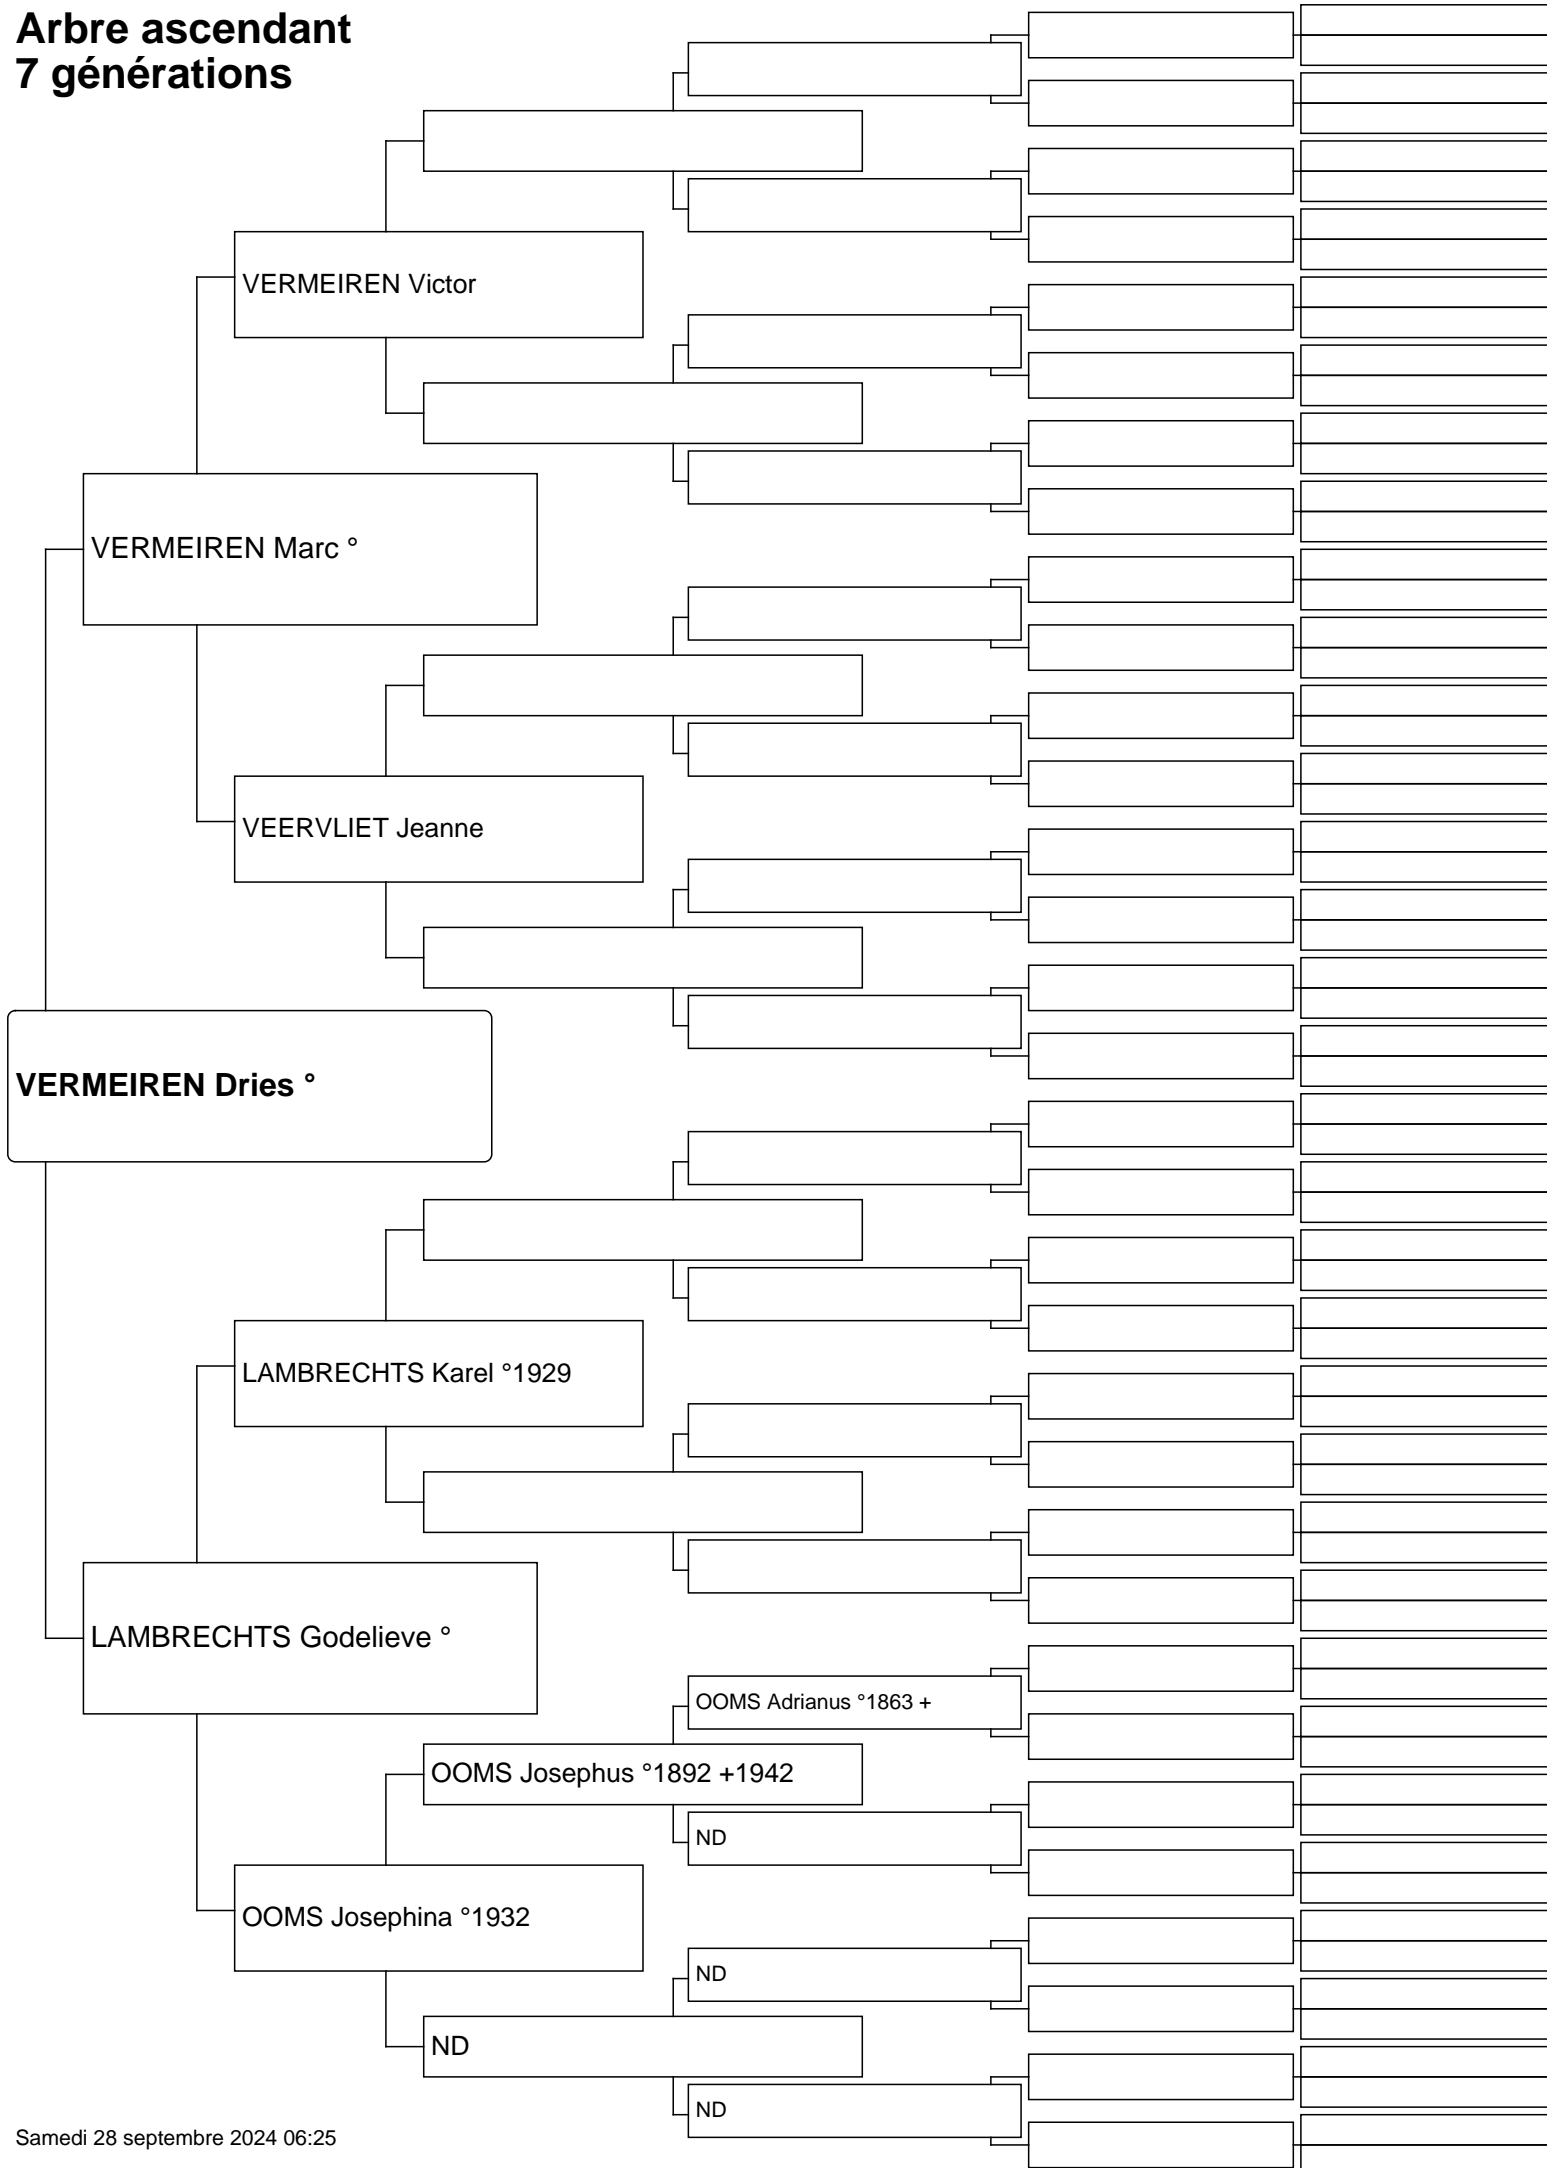 Arbre ascendant
7 générations
VERMEIREN Victor
VERMEIREN Marc °
VEERVLIET Jeanne
VERMEIREN Dries °
LAMBRECHTS Karel °1929
LAMBRECHTS Godelieve °
OOMS Adrianus °1863 +
OOMS Josephus °1892 +1942
ND
OOMS Josephina °1932
ND
ND
ND
Samedi 28 septembre 2024 06:25